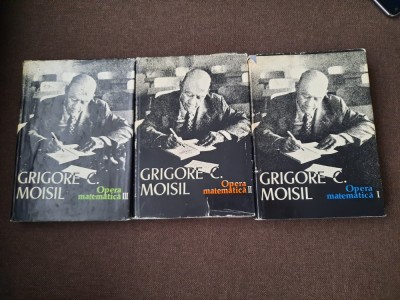 GRIGORE C.
MOISIL
Opera
matematică III
GRIGORE C.
MOISIL
Opera
matematică II
GRIGORE C.
MOISIL
Opera
matematică I